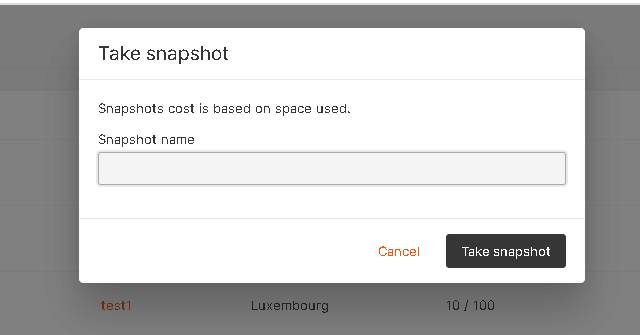 Take snapshot
Snapshots cost is based on space used.
Snapshot name
Cancel
Take snapshot
test1
Luxembourg
10 / 100